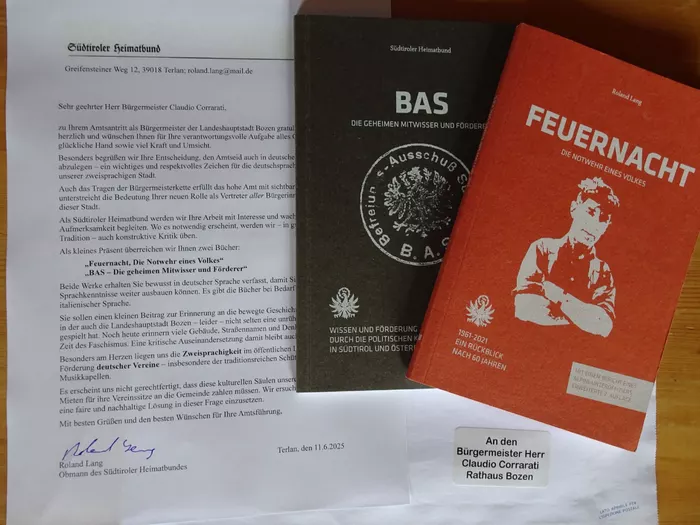 Südtiroler Heimatbund
Greifensteiner Weg 12, 39018 Terlan; roland.lang@mail.de
Sehr geehrter Herr Bürgermeister Claudio Corrarati,
zu Ihrem Amtsantritt als Bürgermeister der Landeshauptstadt Bozen
herzlich und wünschen Ihnen für Ihre verantwortungsvolle Aufgabe alles
glückliche Hand sowie viel Kraft und Umsicht.
Besonders begrüßen wir Ihre Entscheidung, den Amtseid auch in
abzulegen – ein wichtiges und respektvolles Zeichen für die
unserer zweisprachigen Stadt.
Auch das Tragen der Bürgermeisterkette erfüllt das hohe Amt mit
unterstreicht die Bedeutung Ihrer neuen Rolle als Vertreter aller
dieser Stadt.
Als Südtiroler Heimatbund werden wir Ihre Arbeit mit Interesse und
Aufmerksamkeit begleiten. Wo es notwendig erscheint, werden wir – in
Tradition – auch konstruktive Kritik üben.
Als kleines Präsent überreichen wir Ihnen zwei Bücher:
„Feuernacht, Die Notwehr eines Volkes“
„BAS – Die geheimen Mitwisser und Förderer“
Beide Werke erhalten Sie bewusst in deutscher Sprache verfasst, damit
Sprachkenntnisse weiter ausbauen können. Es gibt die Bücher bei Bedarf
italienischer Sprache.
Sie sollen einen kleinen Beitrag zur Erinnerung an die bewegte
in der auch die Landeshauptstadt Bozen – leider – nicht selten eine
gespielt hat. Noch heute erinnern viele Gebäude, Straßennamen und
Zeit des Faschismus. Eine kritische Auseinandersetzung damit bleibt
Besonders am Herzen liegen uns die Zweisprachigkeit im öffentlichen
Förderung deutscher Vereine – insbesondere der traditionsreichen
Musikkapellen.
Es erscheint uns nicht gerechtfertigt, dass diese kulturellen Säulen
Mieten für ihre Vereinssitze an die Gemeinde zahlen müssen. Wir
eine faire und nachhaltige Lösung in dieser Frage einzusetzen.
Mit besten Grüßen und den besten Wünschen für Ihre Amtsführung,
Roland Lang
Terlan, den 11.6.2025
Roland Lang
Obmann des Südtiroler Heimatbundes
Südtiroler Heimatbund
BAS
DIE GEHEIMEN MITWISSER UND
Befreiungs-Ausschuß
B.A.S.
WISSEN UND FÖRDERUNG
DURCH DIE POLITISCHEN
IN SÜDTIROL UND
Roland Lang
FEUERNACHT
DIE NOTWEHR EINES VOLKES
1961-2021
EIN RÜCKBLICK
NACH 60 JAHREN
An den
Bürgermeister Herr
Claudio Corrarati
Rathaus Bozen